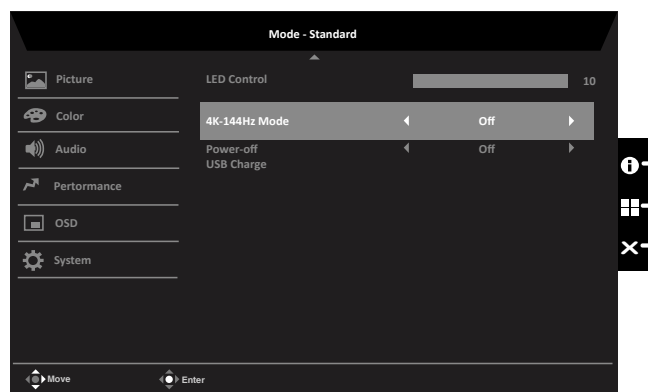 Mode - Standard
Picture
Color
Audio
Pertormance
OSD
System
LED Control 10
4K-144Hz Mode Off
Power-off Off
USB Charge
Move Enter